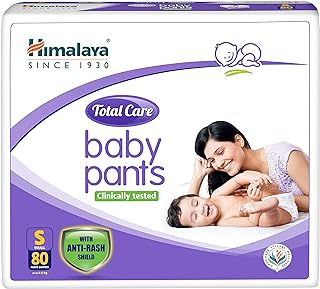 Himalaya
SINCE 1930
Total Care
baby
pants
Clinically tested
S
SMALL
80
WITH
ANTI-RASH
SHIELD